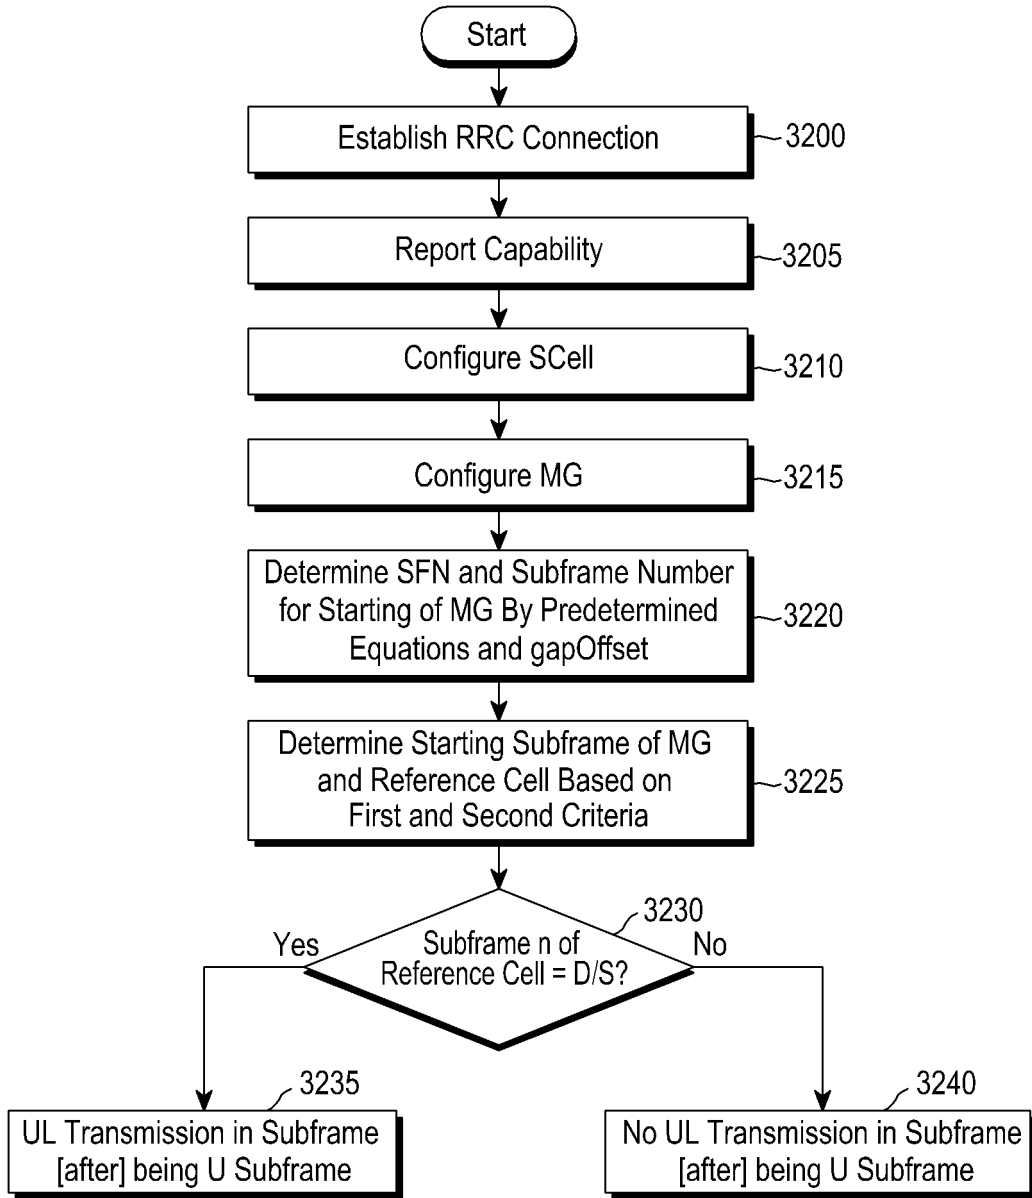 Start
Establish RRC Connection
3200
Report Capability
3205
Configure SCell
3210
Configure MG
3215
Determine SFN and Subframe Number
for Starting of MG By Predetermined
Equations and gapOffset
3220
Determine Starting Subframe of MG
and Reference Cell Based on
First and Second Criteria
3225
3230
Yes
Subframe n of
Reference Cell = D/S?
No
3235
UL Transmission in Subframe
[after] being U Subframe
3240
No UL Transmission in Subframe
[after] being U Subframe